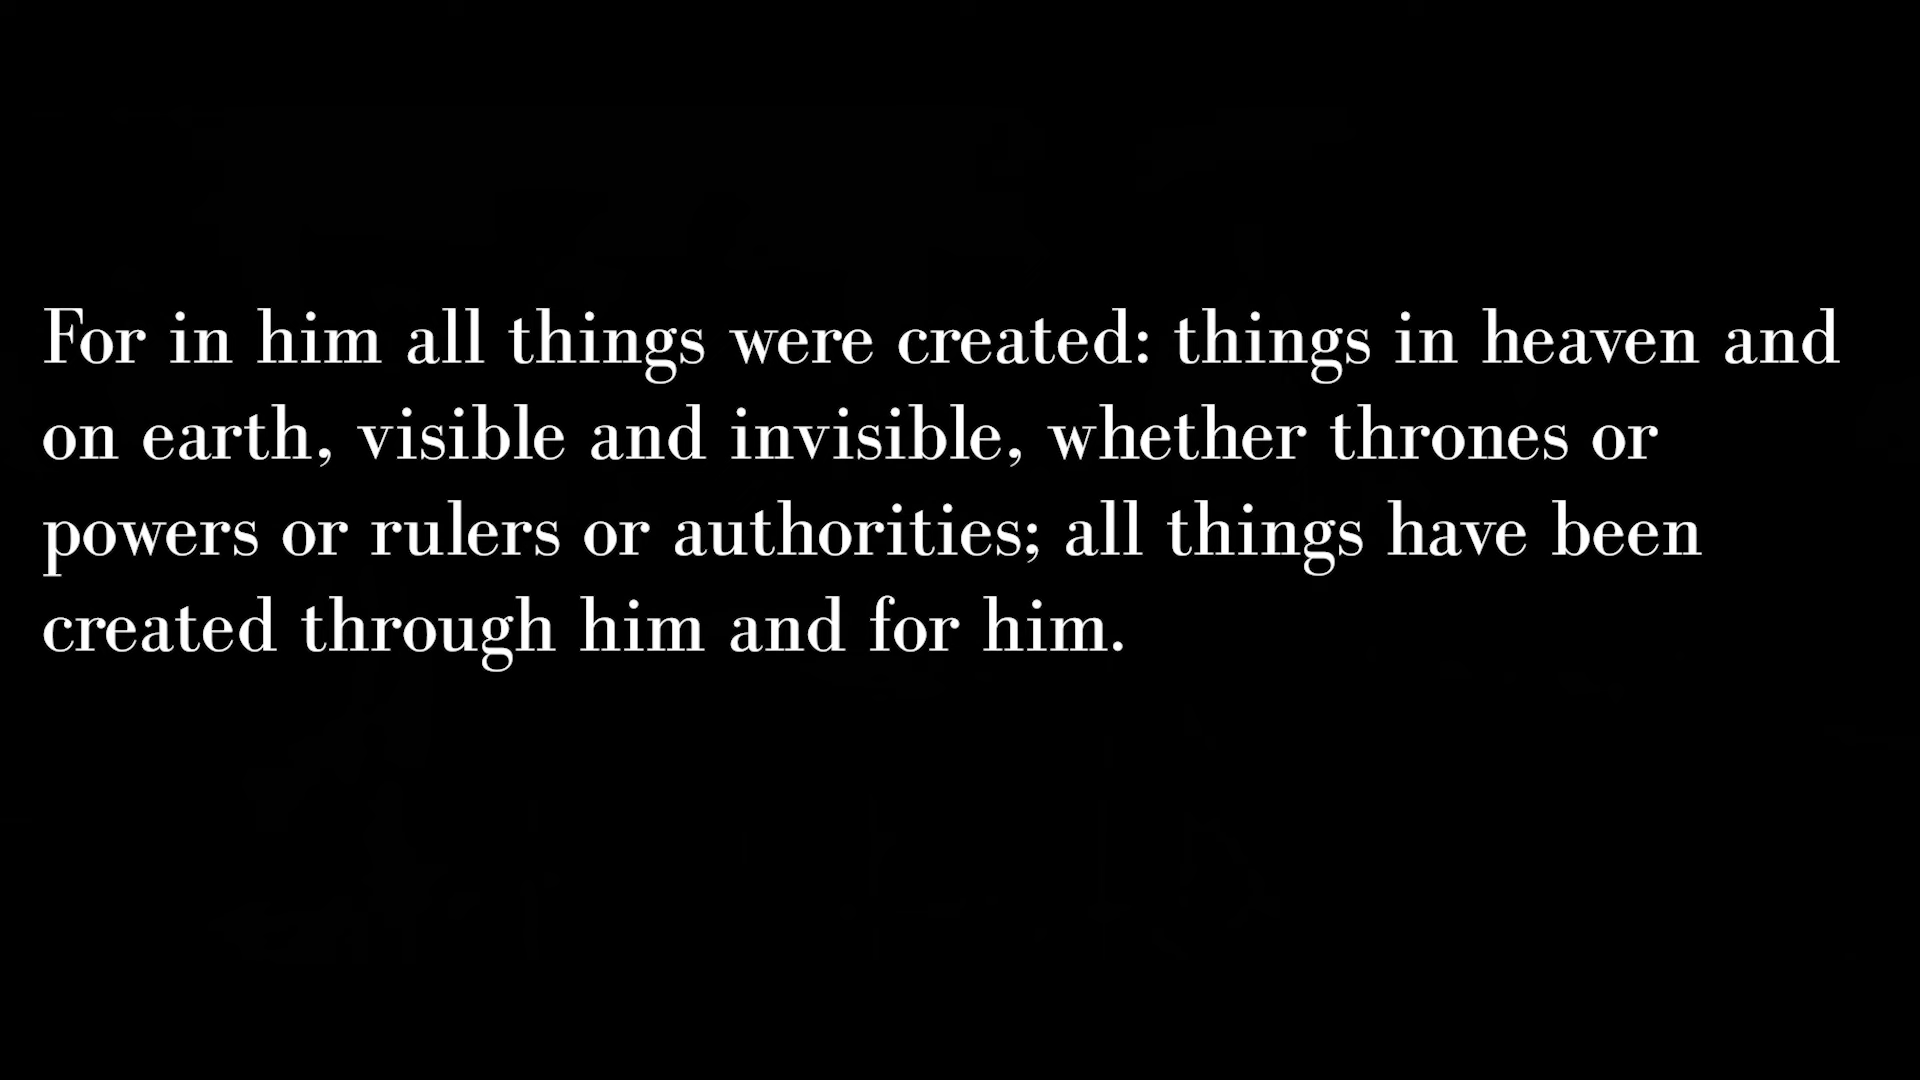 For in him all things were created: things in heaven and
on earth, visible and invisible, whether thrones or
powers or rulers or authorities; all things have been
created through him and for him.